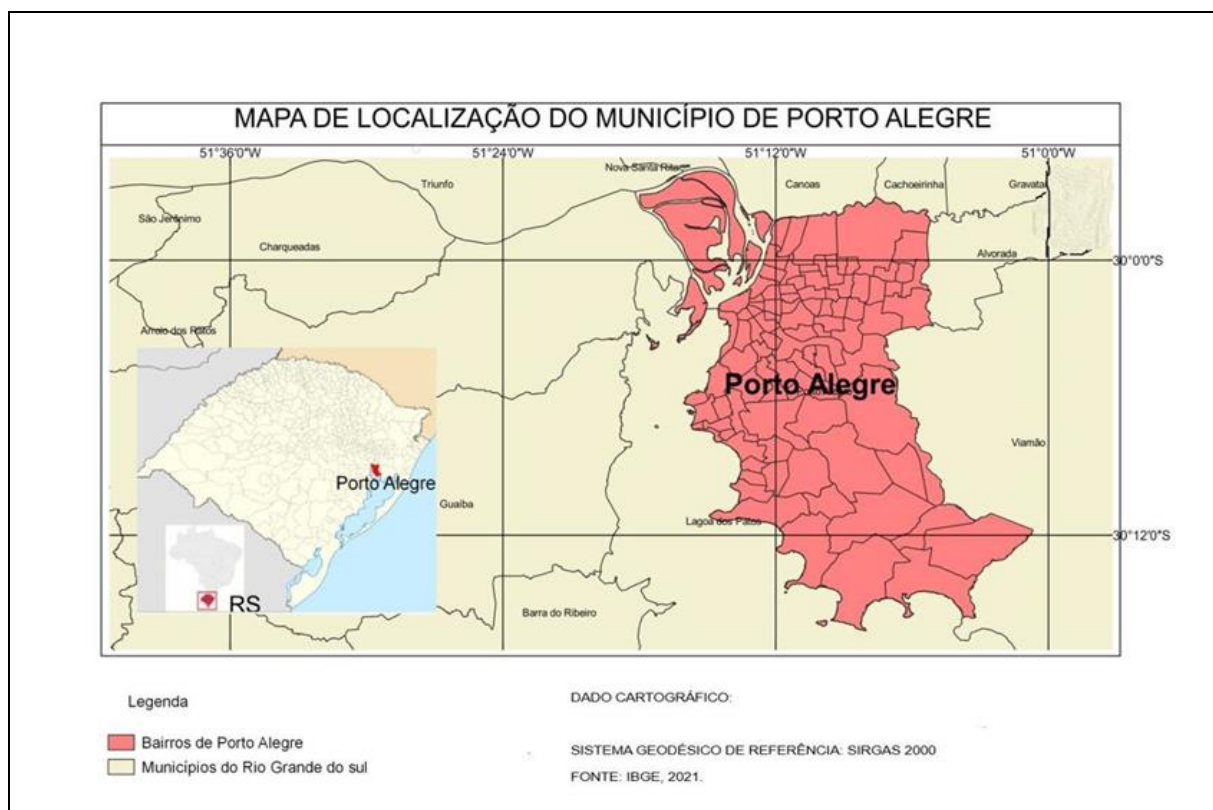 MAPA DE LOCALIZAÇÃO DO MUNICÍPIO DE PORTO ALEGRE
51°36'0"W 51°24'0"W 51°12'0"W 51°0'0"W
Nova Santa Rita
Triunfo Canoas Cachoeirinha Gravataí
São Jerônimo
Charqueadas Alvorada
30°0'0"S
Arroio dos Ratos
Porto Alegre
Viamão
Porto Alegre
Guaíba
Lagoa dos Patos
30°12'0"S
RS
Barra do Ribeiro
Legenda
DADO CARTOGRÁFICO:
Bairros de Porto Alegre
SISTEMA GEODÉSICO DE REFERÊNCIA: SIRGAS 2000
Municípios do Rio Grande do sul
FONTE: IBGE, 2021.